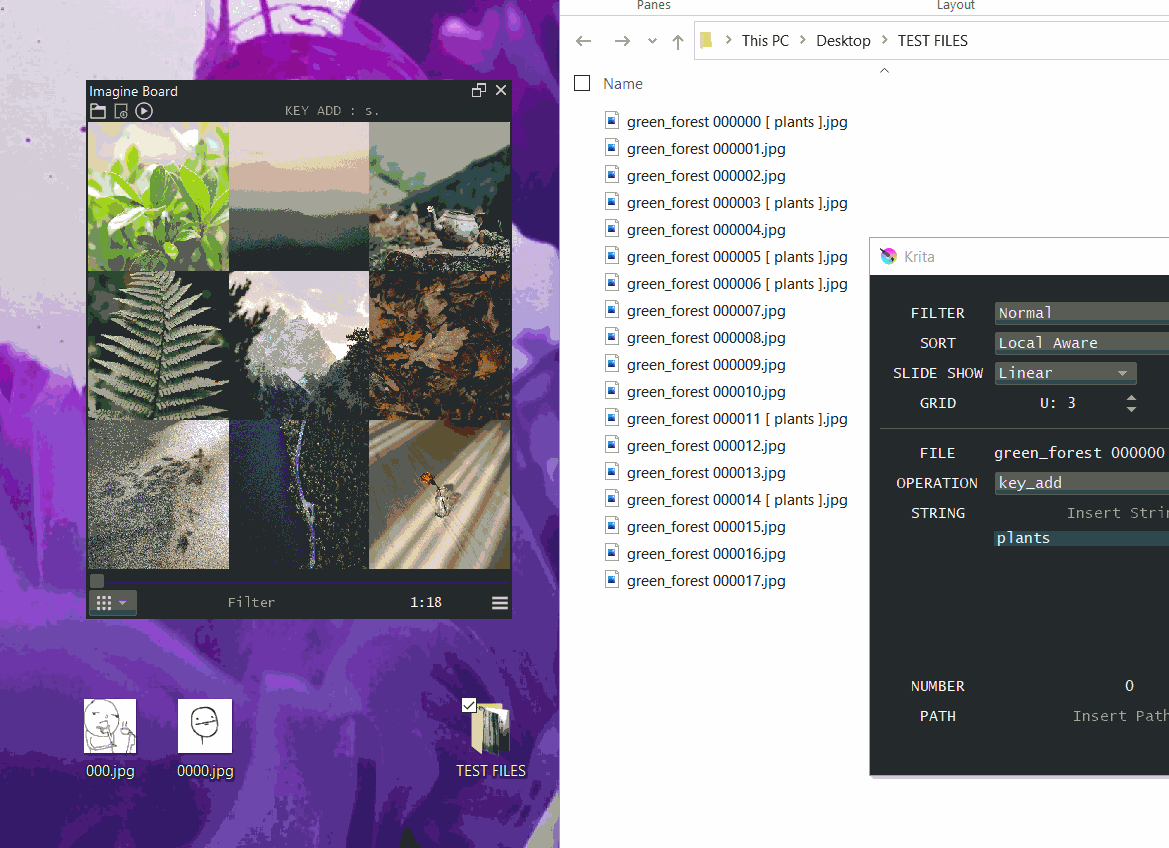 Panes
Layout
This PC
Desktop
TEST FILES
Name
green_forest 000000 [ plants ].jpg
green_forest 000001.jpg
green_forest 000002.jpg
green_forest 000003 [ plants ].jpg
green_forest 000004.jpg
green_forest 000005 [ plants ].jpg
green_forest 000006 [ plants ].jpg
green_forest 000007.jpg
green_forest 000008.jpg
green_forest 000009.jpg
green_forest 000010.jpg
green_forest 000011 [ plants ].jpg
green_forest 000012.jpg
green_forest 000013.jpg
green_forest 000014 [ plants ].jpg
green_forest 000015.jpg
green_forest 000016.jpg
green_forest 000017.jpg
Imagine Board
KEY ADD : s.
Filter
1:18
000.jpg
0000.jpg
TEST FILES
Krita
FILTER
Normal
SORT
Local Aware
SLIDE SHOW
Linear
GRID
U: 3
FILE
green_forest 000000
OPERATION
key_add
STRING
Insert Strin
plants
NUMBER
0
PATH
Insert Path